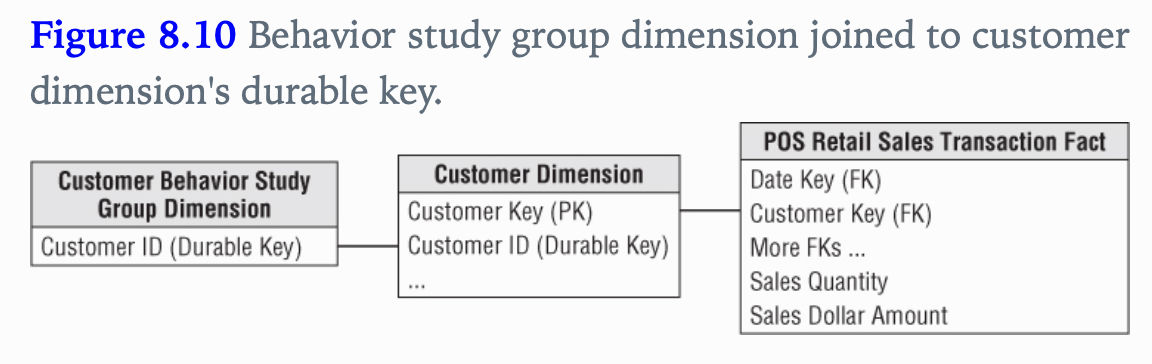 Figure 8.10 Behavior study group dimension joined to customer
dimension's durable key.
Customer Behavior Study
Group Dimension
Customer ID (Durable Key)
Customer Dimension
Customer Key (PK)
Customer ID (Durable Key)
...
POS Retail Sales Transaction Fact
Date Key (FK)
Customer Key (FK)
More FKs ...
Sales Quantity
Sales Dollar Amount